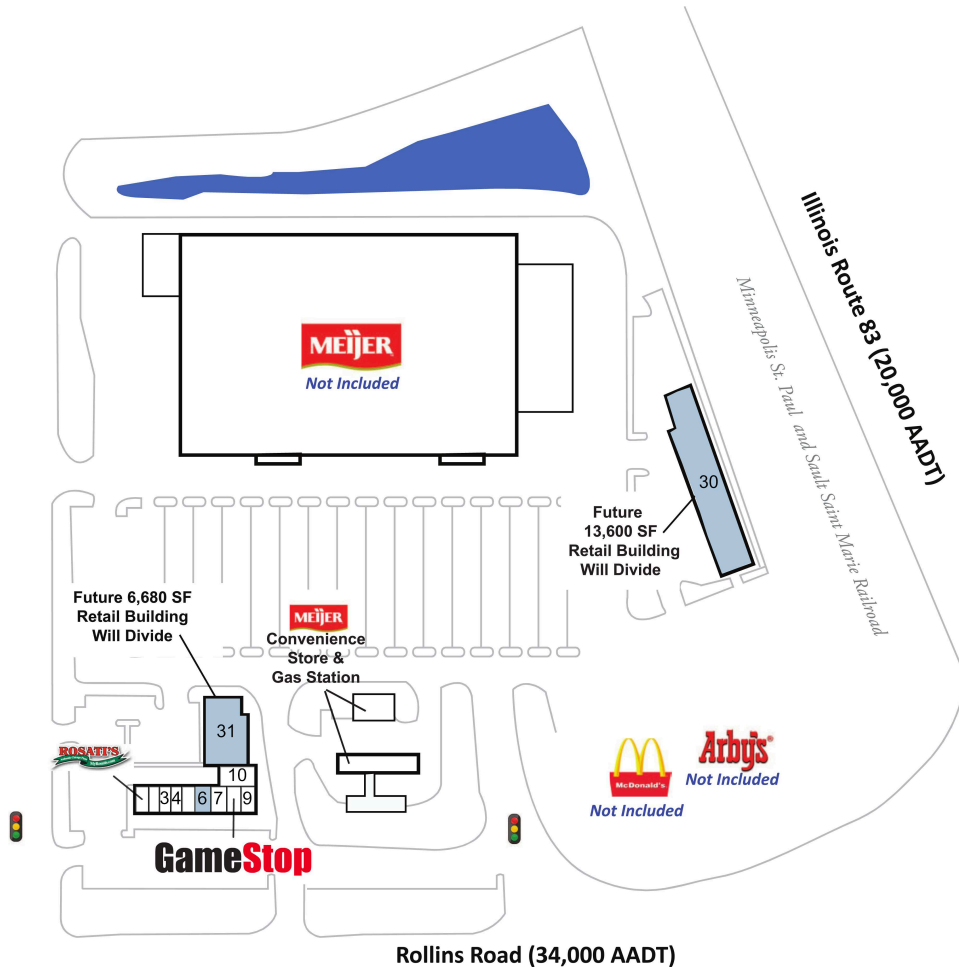 Illinois Route 83 (20,000 AADT)
Minneapolis St. Paul and Sault Saint Marie Railroad
MEIJER
Not Included
30
Future
13,600 SF
Retail Building
Will Divide
Future 6,680 SF
Retail Building
Will Divide
MEIJER
Convenience
Store &
Gas Station
31
ROSATI'S
10
3 4 6 7 9
GameStop
McDonald's
Not Included
Arby's
Not Included
Rollins Road (34,000 AADT)